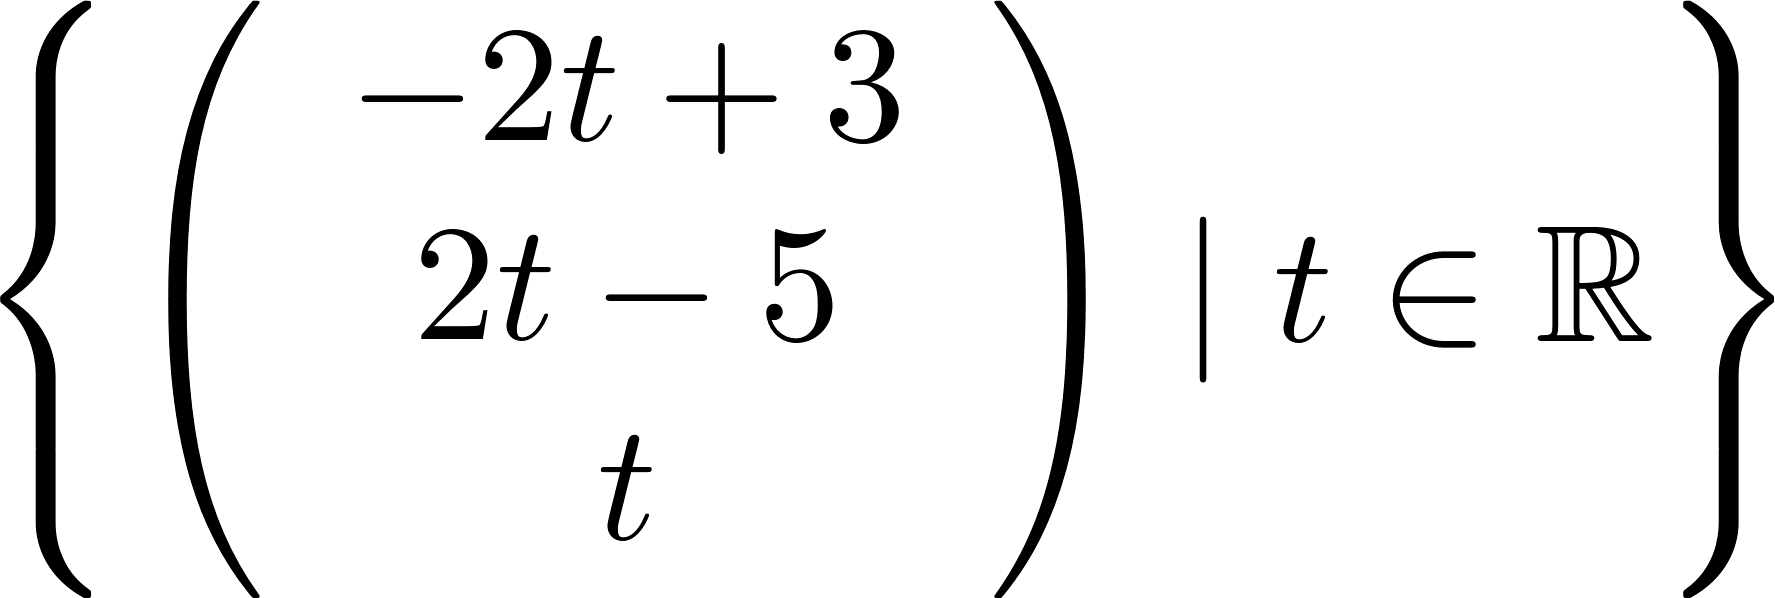 { ( −2t + 3
2t − 5
t ) | t ∈ ℝ }